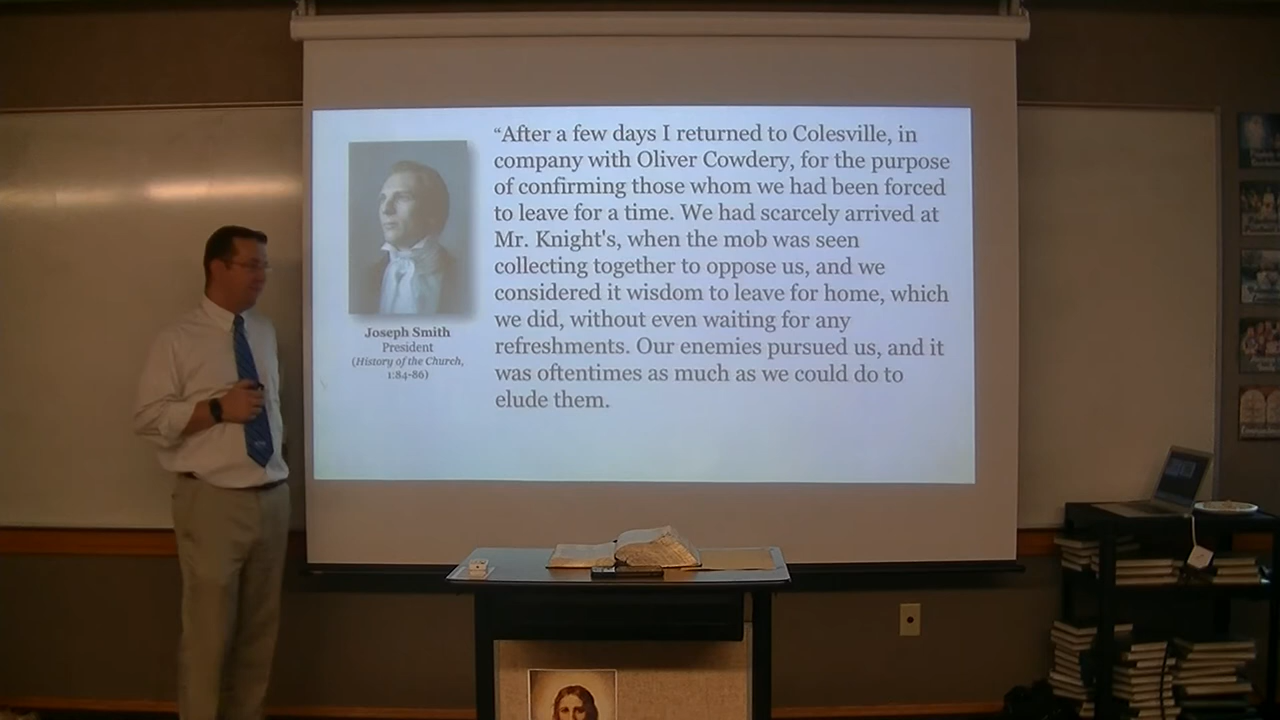 “After a few days I returned to Colesville, in
company with Oliver Cowdery, for the purpose
of confirming those whom we had been forced
to leave for a time. We had scarcely arrived at
Mr. Knight's, when the mob was seen
collecting together to oppose us, and we
considered it wisdom to leave for home, which
we did, without even waiting for any
refreshments. Our enemies pursued us, and it
was oftentimes as much as we could do to
elude them.
Joseph Smith
President
(History of the Church,
1:84-86)